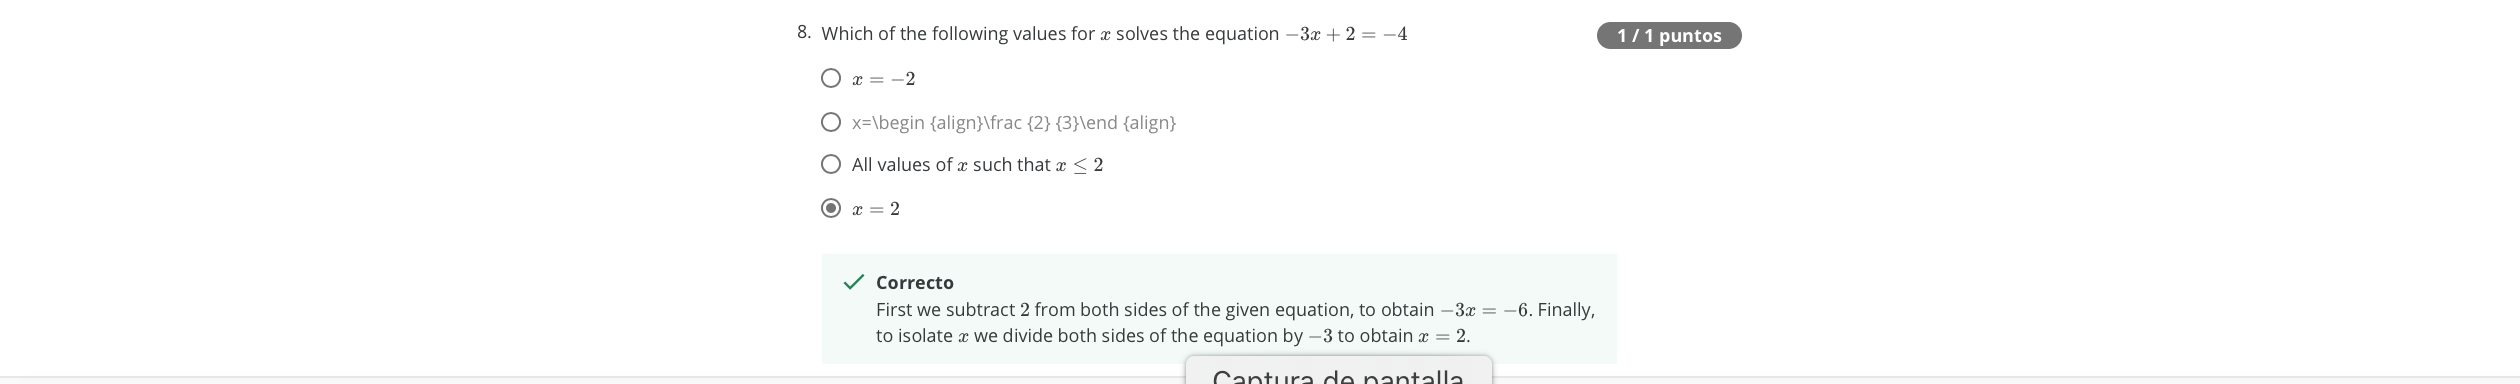 8. Which of the following values for x solves the equation −3x + 2 = −4
1 / 1 puntos
x = −2
x=\begin {align}\frac {2} {3}\end {align}
All values of x such that x ≤ 2
x = 2
Correcto
First we subtract 2 from both sides of the given equation, to obtain −3x = −6. Finally,
to isolate x we divide both sides of the equation by −3 to obtain x = 2.
Captura de pantalla